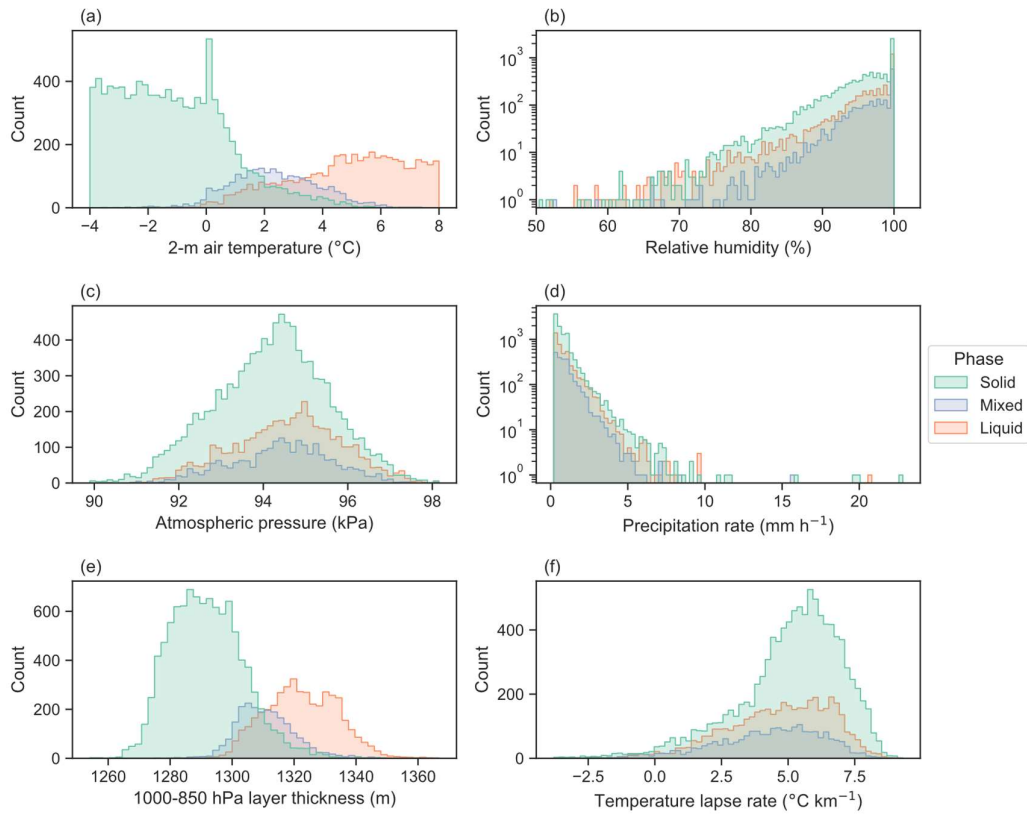 (a)
Count
400
200
0
−4 −2 0 2 4 6 8
2-m air temperature (°C)
(b)
Count
10³
10²
10¹
10⁰
50 60 70 80 90 100
Relative humidity (%)
(c)
Count
400
300
200
100
0
90 92 94 96 98
Atmospheric pressure (kPa)
(d)
Count
10³
10²
10¹
10⁰
0 5 10 15 20
Precipitation rate (mm h⁻¹)
Phase
Solid
Mixed
Liquid
(e)
Count
600
400
200
0
1260 1280 1300 1320 1340 1360
1000-850 hPa layer thickness (m)
(f)
Count
400
200
0
−2.5 0.0 2.5 5.0 7.5
Temperature lapse rate (°C km⁻¹)